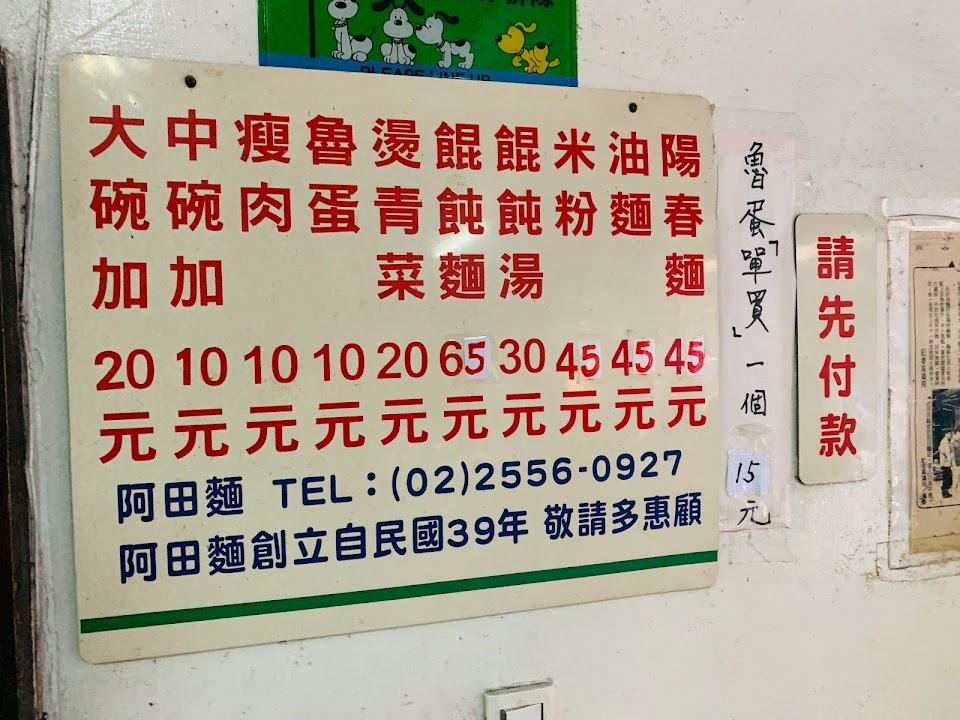 PLEASE LINE UP
陽春麵 45元
油麵 45元
米粉 45元
餛飩湯 30元
餛飩麵 65元
燙青菜 20元
魯蛋 10元
瘦肉 10元
中碗加 10元
大碗加 20元
阿田麵 TEL:(02)2556-0927
阿田麵創立自民國39年 敬請多惠顧
魯蛋「單買」一個 15元
請先付款